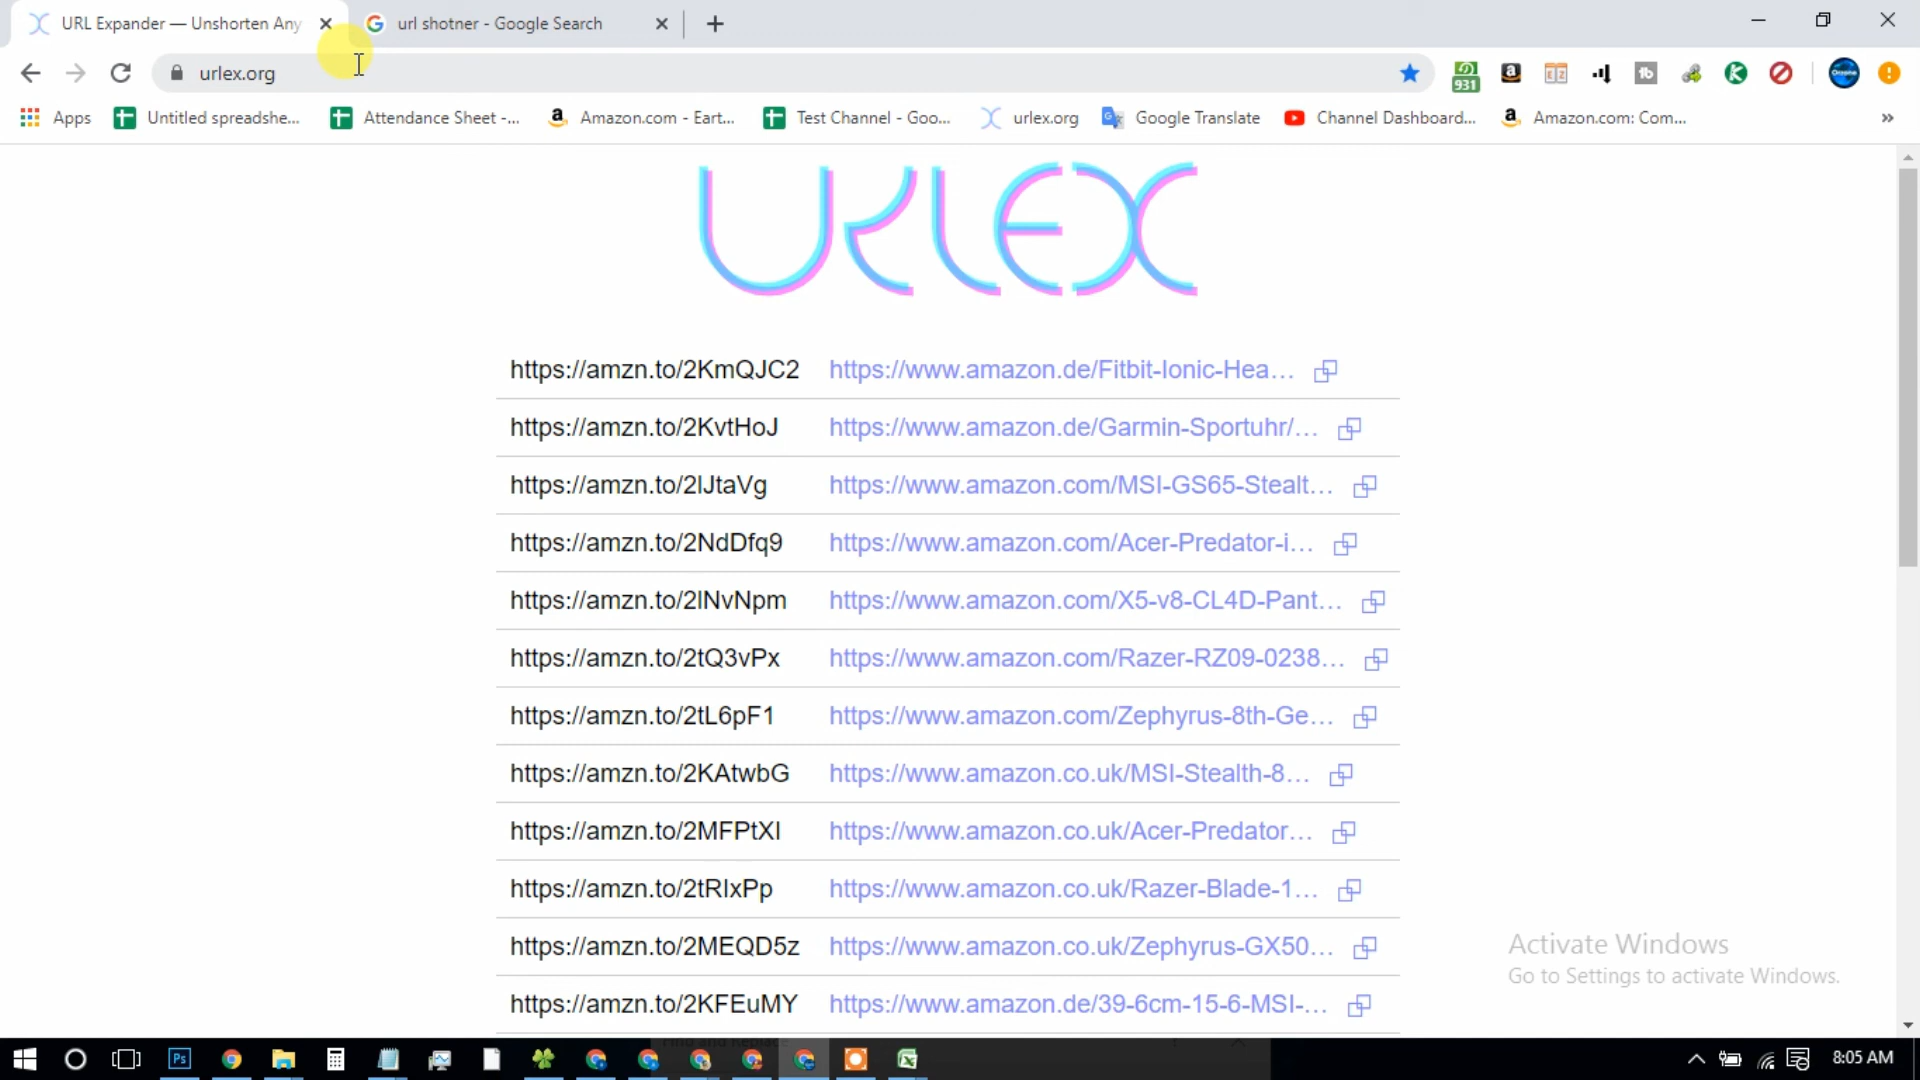 URL Expander — Unshorten Any
url shotner - Google Search
urlex.org
931
Apps
Untitled spreadshe...
Attendance Sheet -...
Amazon.com - Eart...
Test Channel - Goo...
urlex.org
Google Translate
Channel Dashboard...
Amazon.com: Com...
URLEX
https://amzn.to/2KmQJC2 https://www.amazon.de/Fitbit-Ionic-Hea...
https://amzn.to/2KvtHoJ https://www.amazon.de/Garmin-Sportuhr/...
https://amzn.to/2lJtaVg https://www.amazon.com/MSI-GS65-Stealt...
https://amzn.to/2NdDfq9 https://www.amazon.com/Acer-Predator-i...
https://amzn.to/2lNvNpm https://www.amazon.com/X5-v8-CL4D-Pant...
https://amzn.to/2tQ3vPx https://www.amazon.com/Razer-RZ09-0238...
https://amzn.to/2tL6pF1 https://www.amazon.com/Zephyrus-8th-Ge...
https://amzn.to/2KAtwbG https://www.amazon.co.uk/MSI-Stealth-8...
https://amzn.to/2MFPtXl https://www.amazon.co.uk/Acer-Predator...
https://amzn.to/2tRIxPp https://www.amazon.co.uk/Razer-Blade-1...
https://amzn.to/2MEQD5z https://www.amazon.co.uk/Zephyrus-GX50...
https://amzn.to/2KFEuMY https://www.amazon.de/39-6cm-15-6-MSI-...
Activate Windows
Go to Settings to activate Windows.
Find and Replace
Ps
8:05 AM